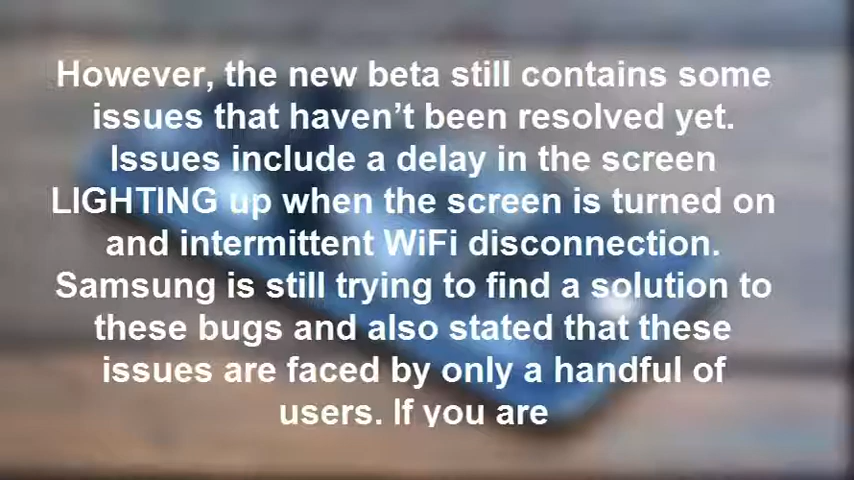 However, the new beta still contains some
issues that haven’t been resolved yet.
Issues include a delay in the screen
LIGHTING up when the screen is turned on
and intermittent WiFi disconnection.
Samsung is still trying to find a solution to
these bugs and also stated that these
issues are faced by only a handful of
users. If you are